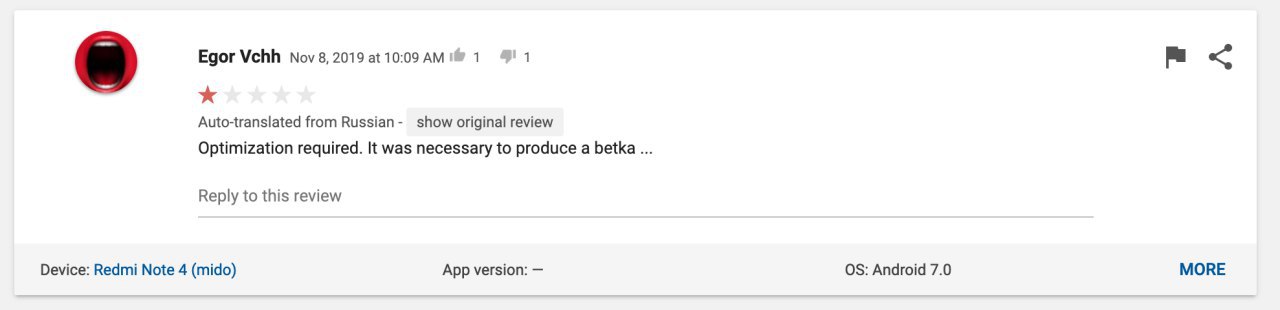 Egor Vchh Nov 8, 2019 at 10:09 AM 1 1
Auto-translated from Russian - show original review
Optimization required. It was necessary to produce a betka ...
Reply to this review
Device: Redmi Note 4 (mido) App version: — OS: Android 7.0 MORE